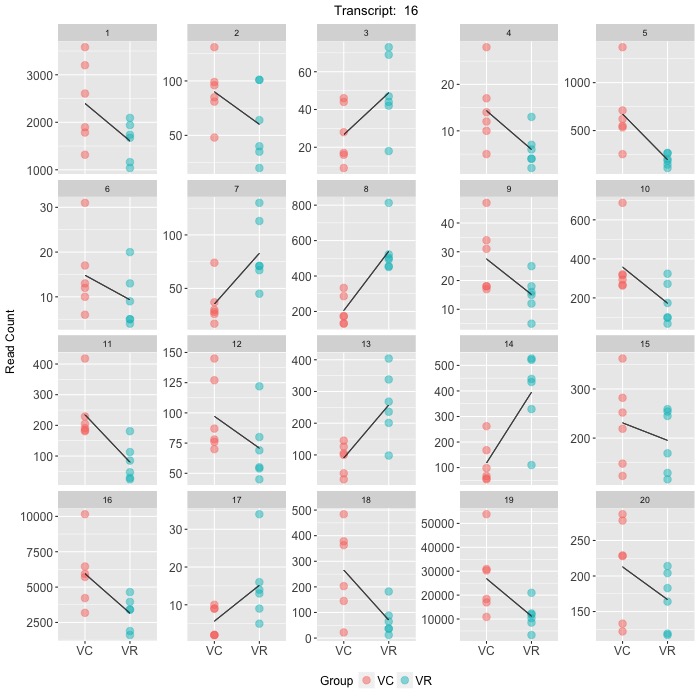 Transcript: 16
1 2 3 4 5
3000 2000 1000
100 50
60 40 20
20 10
1000 500
6 7 8 9 10
30 20 10
100 50
800 600 400 200
40 30 20 10
600 400 200
Read Count
11 12 13 14 15
400 300 200 100
150 125 100 75 50
400 300 200 100
500 400 300 200 100
300 200
16 17 18 19 20
10000 7500 5000 2500
30 20 10
500 400 300 200 100 0
50000 40000 30000 20000 10000
250 200 150
VC VR VC VR VC VR VC VR VC VR
Group VC VR